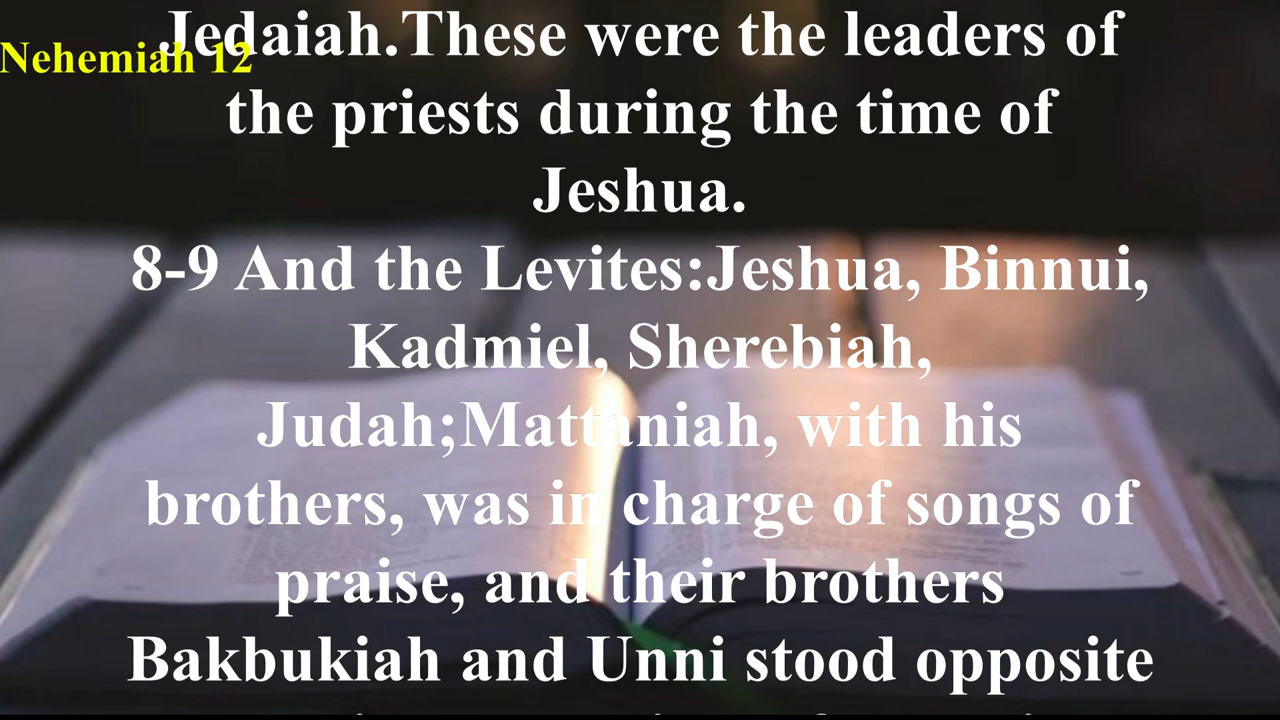 Nehemiah 12
Jedaiah.These were the leaders of
the priests during the time of
Jeshua.
8-9 And the Levites:Jeshua, Binnui,
Kadmiel, Sherebiah,
Judah;Mattaniah, with his
brothers, was in charge of songs of
praise, and their brothers
Bakbukiah and Unni stood opposite